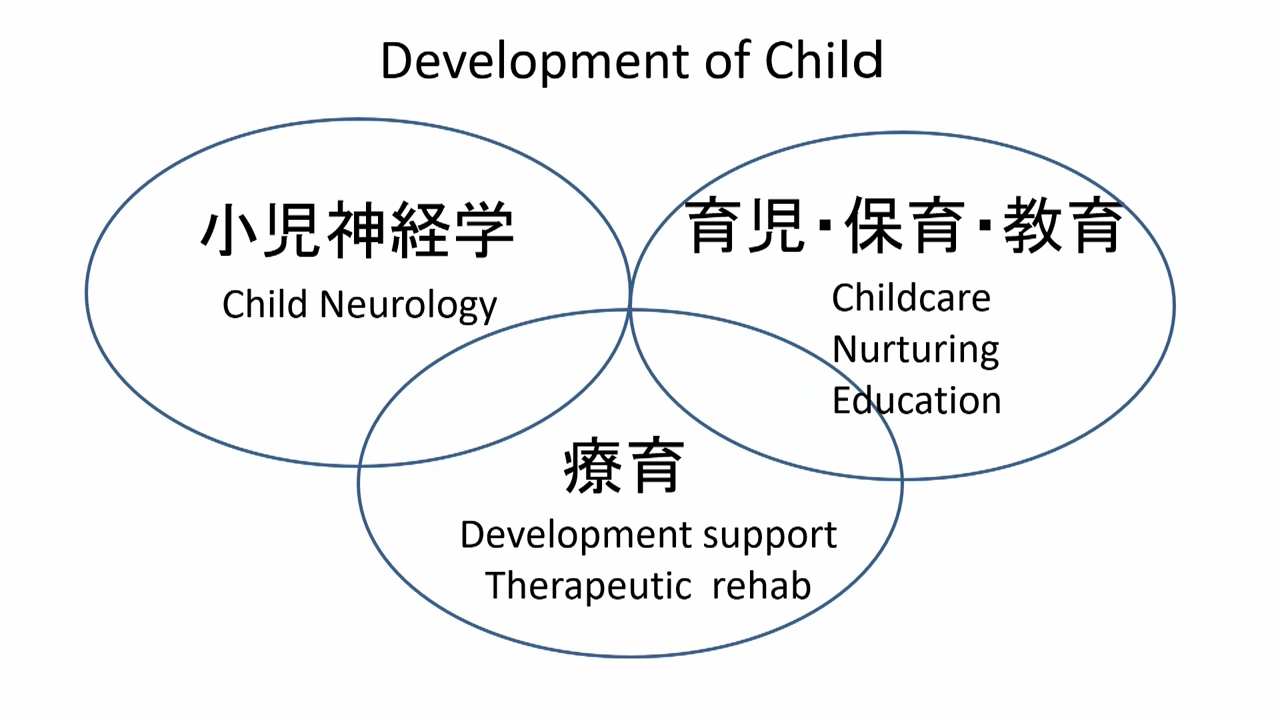 Development of Child
小児神経学
Child Neurology
育児・保育・教育
Childcare
Nurturing
Education
療育
Development support
Therapeutic rehab